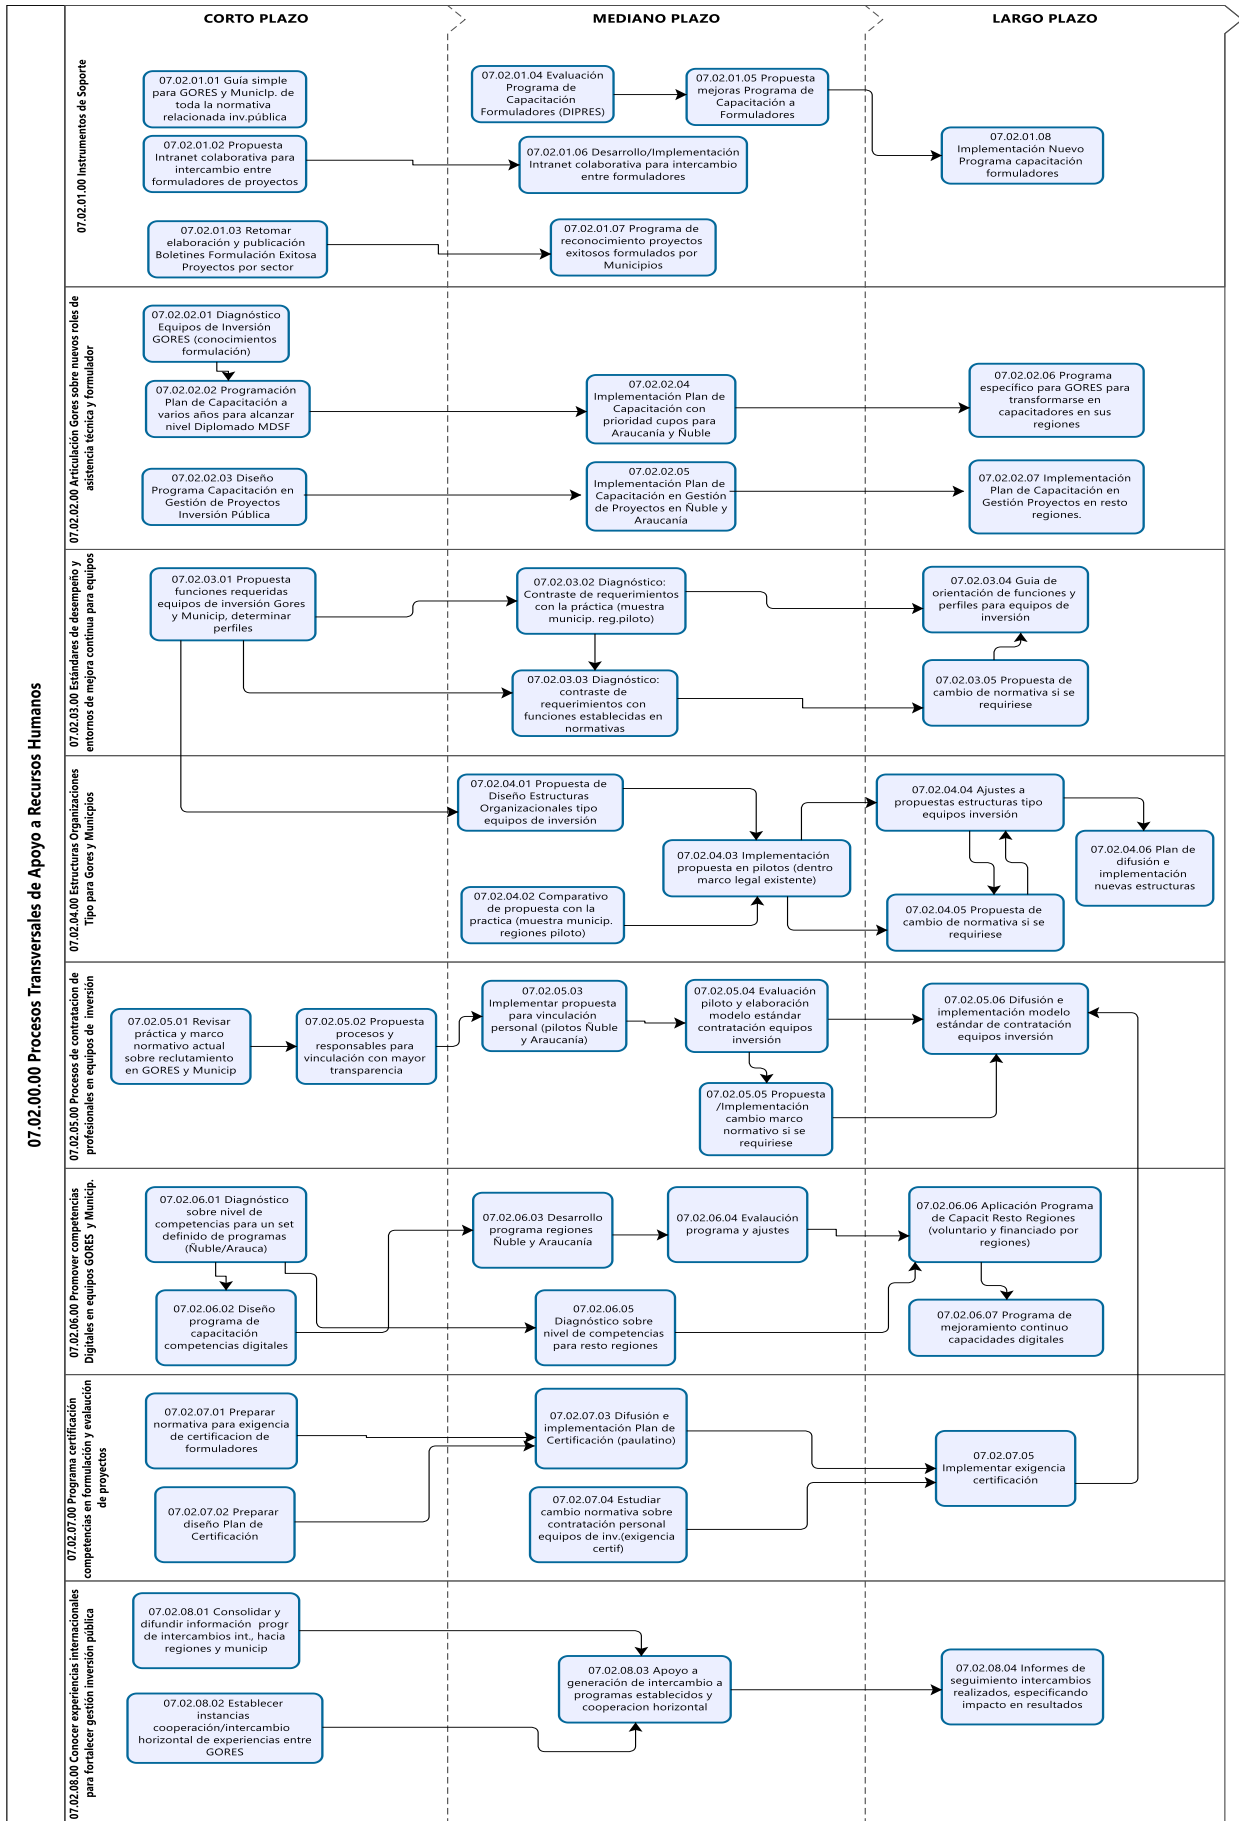 CORTO PLAZO
MEDIANO PLAZO
LARGO PLAZO
07.02.00.00 Procesos Transversales de Apoyo a Recursos Humanos
07.02.01.00 Instrumentos de Soporte
07.02.01.01 Guía simple
para GORES y MunicIp. de
toda la normativa
relacionada inv.pública
07.02.01.02 Propuesta
Intranet colaborativa para
intercambio entre
formuladores de proyectos
07.02.01.03 Retomar
elaboración y publicación
Boletines Formulación Exitosa
Proyectos por sector
07.02.01.04 Evaluación
Programa de
Capacitación
Formuladores (DIPRES)
07.02.01.05 Propuesta
mejoras Programa de
Capacitación a
Formuladores
07.02.01.06 Desarrollo/Implementación
Intranet colaborativa para intercambio
entre formuladores
07.02.01.07 Programa de
reconocimiento proyectos
exitosos formulados por
Municipios
07.02.01.08
Implementación Nuevo
Programa capacitación
formuladores
07.02.02.00 Articulación Gores sobre nuevos roles de
asistencia técnica y formulador
07.02.02.01 Diagnóstico
Equipos de Inversión
GORES (conocimientos
formulación)
07.02.02.02 Programación
Plan de Capacitación a
varios años para alcanzar
nivel Diplomado MDSF
07.02.02.03 Diseño
Programa Capacitación en
Gestión de Proyectos
Inversión Pública
07.02.02.04
Implementación Plan de
Capacitación con
prioridad cupos para
Araucanía y Ñuble
07.02.02.05
Implementación Plan de
Capacitación en Gestión
de Proyectos en Ñuble y
Araucanía
07.02.02.06 Programa
específico para GORES para
transformarse en
capacitadores en sus
regiones
07.02.02.07 Implementación
Plan de Capacitación en
Gestión Proyectos en resto
regiones.
07.02.03.00 Estándares de desempeño y
entornos de mejora continua para equipos
07.02.03.01 Propuesta
funciones requeridas
equipos de inversión Gores
y Municip, determinar
perfiles
07.02.03.02 Diagnóstico:
Contraste de requerimientos
con la práctica (muestra
municip. reg.piloto)
07.02.03.03 Diagnóstico:
contraste de
requerimientos con
funciones establecidas en
normativas
07.02.03.04 Guia de
orientación de funciones y
perfiles para equipos de
inversión
07.02.03.05 Propuesta de
cambio de normativa si se
requiriese
07.02.04.00 Estructuras Organizaciones
Tipo para Gores y Municpios
07.02.04.01 Propuesta de
Diseño Estructuras
Organizacionales tipo
equipos de inversión
07.02.04.02 Comparativo
de propuesta con la
practica (muestra municip.
regiones piloto)
07.02.04.03 Implementación
propuesta en pilotos (dentro
marco legal existente)
07.02.04.04 Ajustes a
propuestas estructuras tipo
equipos inversión
07.02.04.05 Propuesta de
cambio de normativa si se
requiriese
07.02.04.06 Plan de
difusión e
implementación
nuevas estructuras
07.02.05.00 Procesos de contratacion de
profesionales en equipos de inversión
07.02.05.01 Revisar
práctica y marco
normativo actual
sobre reclutamiento
en GORES y Municip
07.02.05.02 Propuesta
procesos y
responsables para
vinculación con mayor
transparencia
07.02.05.03
Implementar propuesta
para vinculación
personal (pilotos Ñuble
y Araucanía)
07.02.05.04 Evaluación
piloto y elaboración
modelo estándar
contratación equipos
inversión
07.02.05.05 Propuesta
/Implementación
cambio marco
normativo si se
requiriese
07.02.05.06 Difusión e
implementación modelo
estándar de contratación
equipos inversión
07.02.06.00 Promover competencias
Digitales en equipos GORES y Municip.
07.02.06.01 Diagnóstico
sobre nivel de
competencias para un set
definido de programas
(Ñuble/Arauca)
07.02.06.02 Diseño
programa de
capacitación
competencias digitales
07.02.06.03 Desarrollo
programa regiones
Ñuble y Araucanía
07.02.06.04 Evalaución
programa y ajustes
07.02.06.05
Diagnóstico sobre
nivel de competencias
para resto regiones
07.02.06.06 Aplicación Programa
de Capacit Resto Regiones
(voluntario y financiado por
regiones)
07.02.06.07 Programa de
mejoramiento continuo
capacidades digitales
07.02.07.00 Programa certificación
competencias en formulación y evalaución
de proyectos
07.02.07.01 Preparar
normativa para exigencia
de certificacion de
formuladores
07.02.07.02 Preparar
diseño Plan de
Certificación
07.02.07.03 Difusión e
implementación Plan de
Certificación (paulatino)
07.02.07.04 Estudiar
cambio normativa sobre
contratación personal
equipos de inv.(exigencia
certif)
07.02.07.05
Implementar exigencia
certificación
07.02.08.00 Conocer experiencias internacionales
para fortalecer gestión inversión pública
07.02.08.01 Consolidar y
difundir información progr
de intercambios int., hacia
regiones y municip
07.02.08.02 Establecer
instancias
cooperación/intercambio
horizontal de experiencias entre
GORES
07.02.08.03 Apoyo a
generación de intercambio a
programas establecidos y
cooperacion horizontal
07.02.08.04 Informes de
seguimiento intercambios
realizados, especificando
impacto en resultados